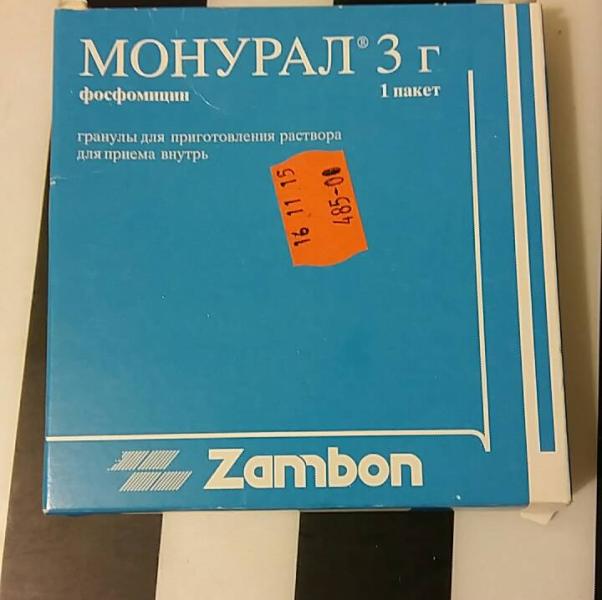 МОНУРАЛ® 3 г
фосфомицин 1 пакет
гранулы для приготовления раствора
для приема внутрь
16 11 15
485-00
Zambon